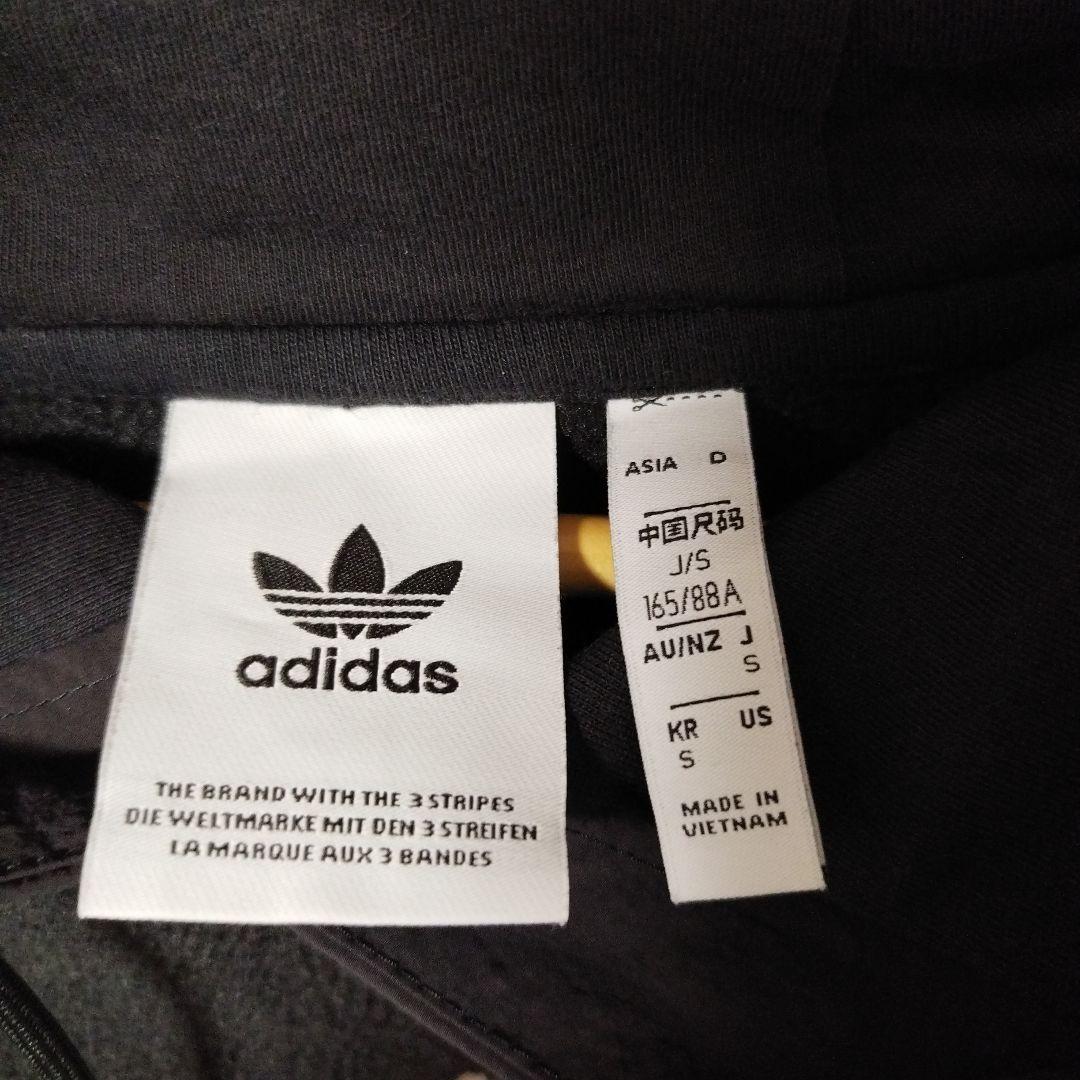 adidas
THE BRAND WITH THE 3 STRIPES
DIE WELTMARKE MIT DEN 3 STREIFEN
LA MARQUE AUX 3 BANDES
ASIA D
中国尺码
J/S
165/88A
AU/NZ J
S
KR US
S
MADE IN
VIETNAM